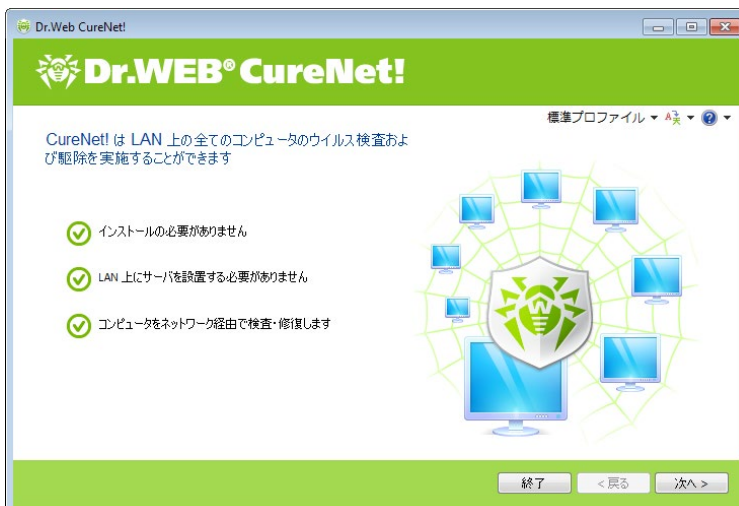 Dr.Web CureNet!
Dr.WEB® CureNet!
標準プロファイル
CureNet! は LAN 上の全てのコンピュータのウイルス検査およ
び駆除を実施することができます
インストールの必要がありません
LAN 上にサーバを設置する必要がありません
コンピュータをネットワーク経由で検査・修復します
終了
< 戻る
次へ >